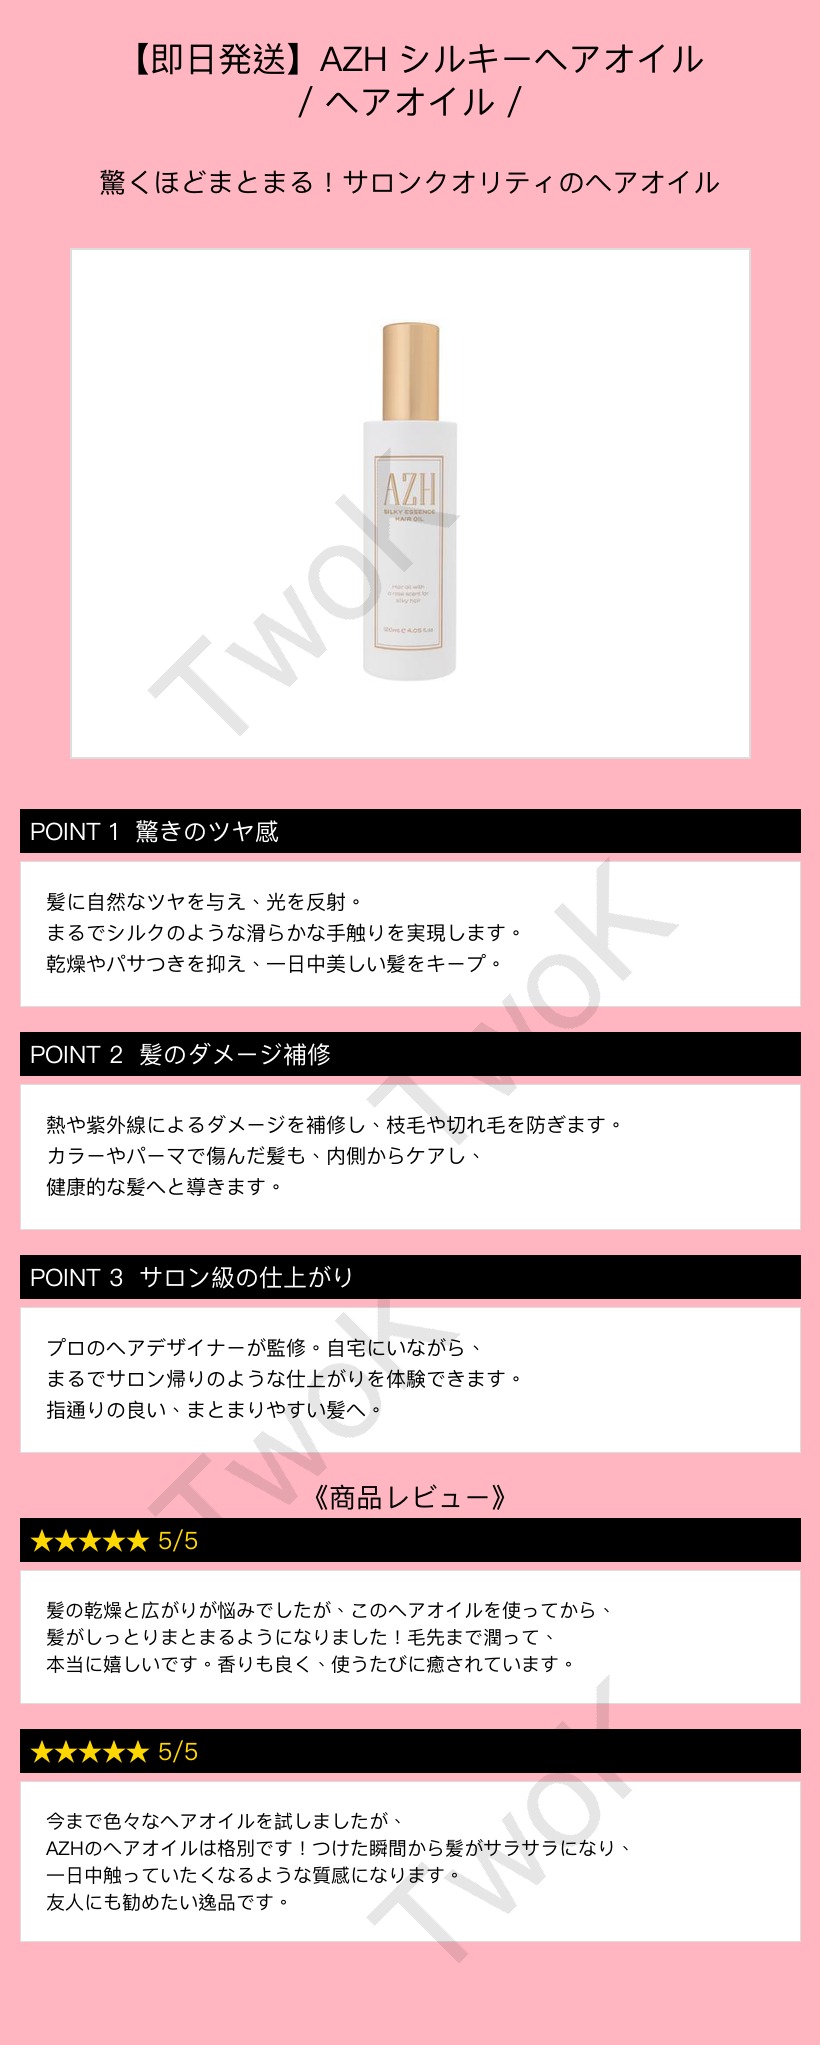 【即日発送】AZH シルキーヘアオイル
/ ヘアオイル /
驚くほどまとまる！サロンクオリティのヘアオイル
AZH
SILKY ESSENCE
HAIR OIL
Hair oil with
a rose scent for
silky hair
4.05 fl.oz
POINT 1 驚きのツヤ感
髪に自然なツヤを与え、光を反射。
まるでシルクのような滑らかな手触りを実現します。
乾燥やパサつきを抑え、一日中美しい髪をキープ。
POINT 2 髪のダメージ補修
熱や紫外線によるダメージを補修し、枝毛や切れ毛を防ぎます。
カラーやパーマで傷んだ髪も、内側からケアし、
健康的な髪へと導きます。
POINT 3 サロン級の仕上がり
プロのヘアデザイナーが監修。自宅にいながら、
まるでサロン帰りのような仕上がりを体験できます。
指通りの良い、まとまりやすい髪へ。
《商品レビュー》
★★★★★ 5/5
髪の乾燥と広がりが悩みでしたが、このヘアオイルを使ってから、
髪がしっとりまとまるようになりました！毛先まで潤って、
本当に嬉しいです。香りも良く、使うたびに癒されています。
★★★★★ 5/5
今まで色々なヘアオイルを試しましたが、
AZHのヘアオイルは格別です！つけた瞬間から髪がサラサラになり、
一日中触っていたくなるような質感になります。
友人にも勧めたい逸品です。
TwoK
TwoK
TwoK
TwoK